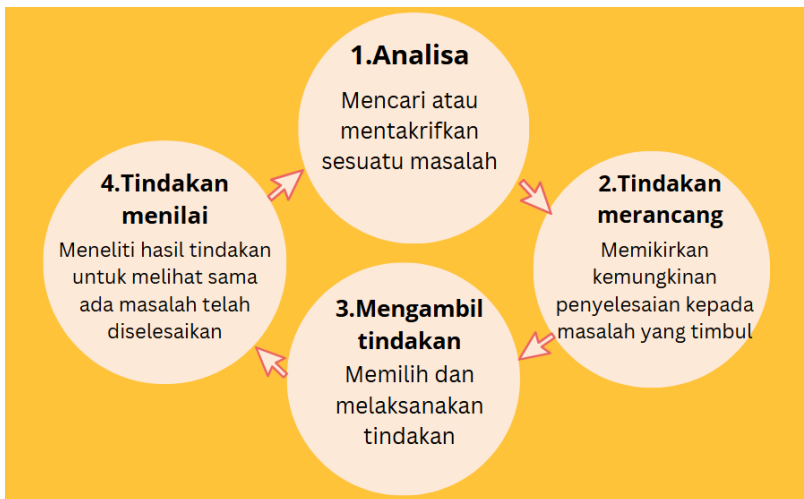 1.Analisa
Mencari atau
mentakrifkan
sesuatu masalah
2.Tindakan
merancang
Memikirkan
kemungkinan
penyelesaian kepada
masalah yang timbul
3.Mengambil
tindakan
Memilih dan
melaksanakan
tindakan
4.Tindakan
menilai
Meneliti hasil tindakan
untuk melihat sama
ada masalah telah
diselesaikan